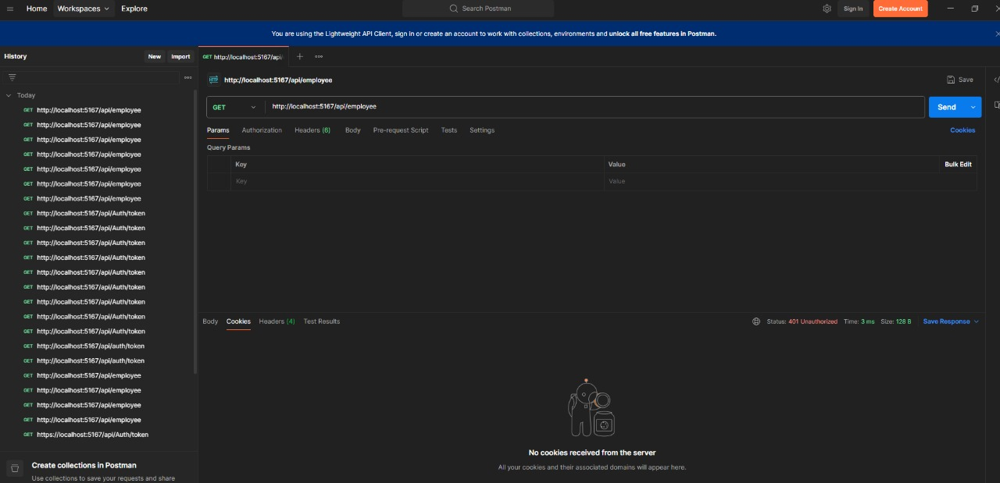 Home Workspaces Explore Search Postman Sign In Create Account
You are using the Lightweight API Client, sign in or create an account to work with collections, environments and unlock all free features in Postman.
History New Import
GET http://localhost:5167/api/
HTTP http://localhost:5167/api/employee Save
GET http://localhost:5167/api/employee Send
Params Authorization Headers (6) Body Pre-request Script Tests Settings Cookies
Query Params
Key Value Bulk Edit
Key Value
Today
GET http://localhost:5167/api/employee
GET http://localhost:5167/api/employee
GET http://localhost:5167/api/employee
GET http://localhost:5167/api/employee
GET http://localhost:5167/api/employee
GET http://localhost:5167/api/employee
GET http://localhost:5167/api/employee
GET http://localhost:5167/api/Auth/token
GET http://localhost:5167/api/Auth/token
GET http://localhost:5167/api/Auth/token
GET http://localhost:5167/api/Auth/token
GET http://localhost:5167/api/Auth/token
GET http://localhost:5167/api/Auth/token
GET http://localhost:5167/api/Auth/token
GET http://localhost:5167/api/Auth/token
GET http://localhost:5167/api/Auth/token
GET http://localhost:5167/api/auth/token
GET http://localhost:5167/api/auth/token
GET http://localhost:5167/api/employee
GET http://localhost:5167/api/employee
GET http://localhost:5167/api/employee
GET http://localhost:5167/api/employee
GET https://localhost:5167/api/Auth/token
Create collections in Postman
Use collections to save your requests and share
Body Cookies Headers (4) Test Results Status: 401 Unauthorized Time: 3 ms Size: 128 B Save Response
No cookies received from the server
All your cookies and their associated domains will appear here.